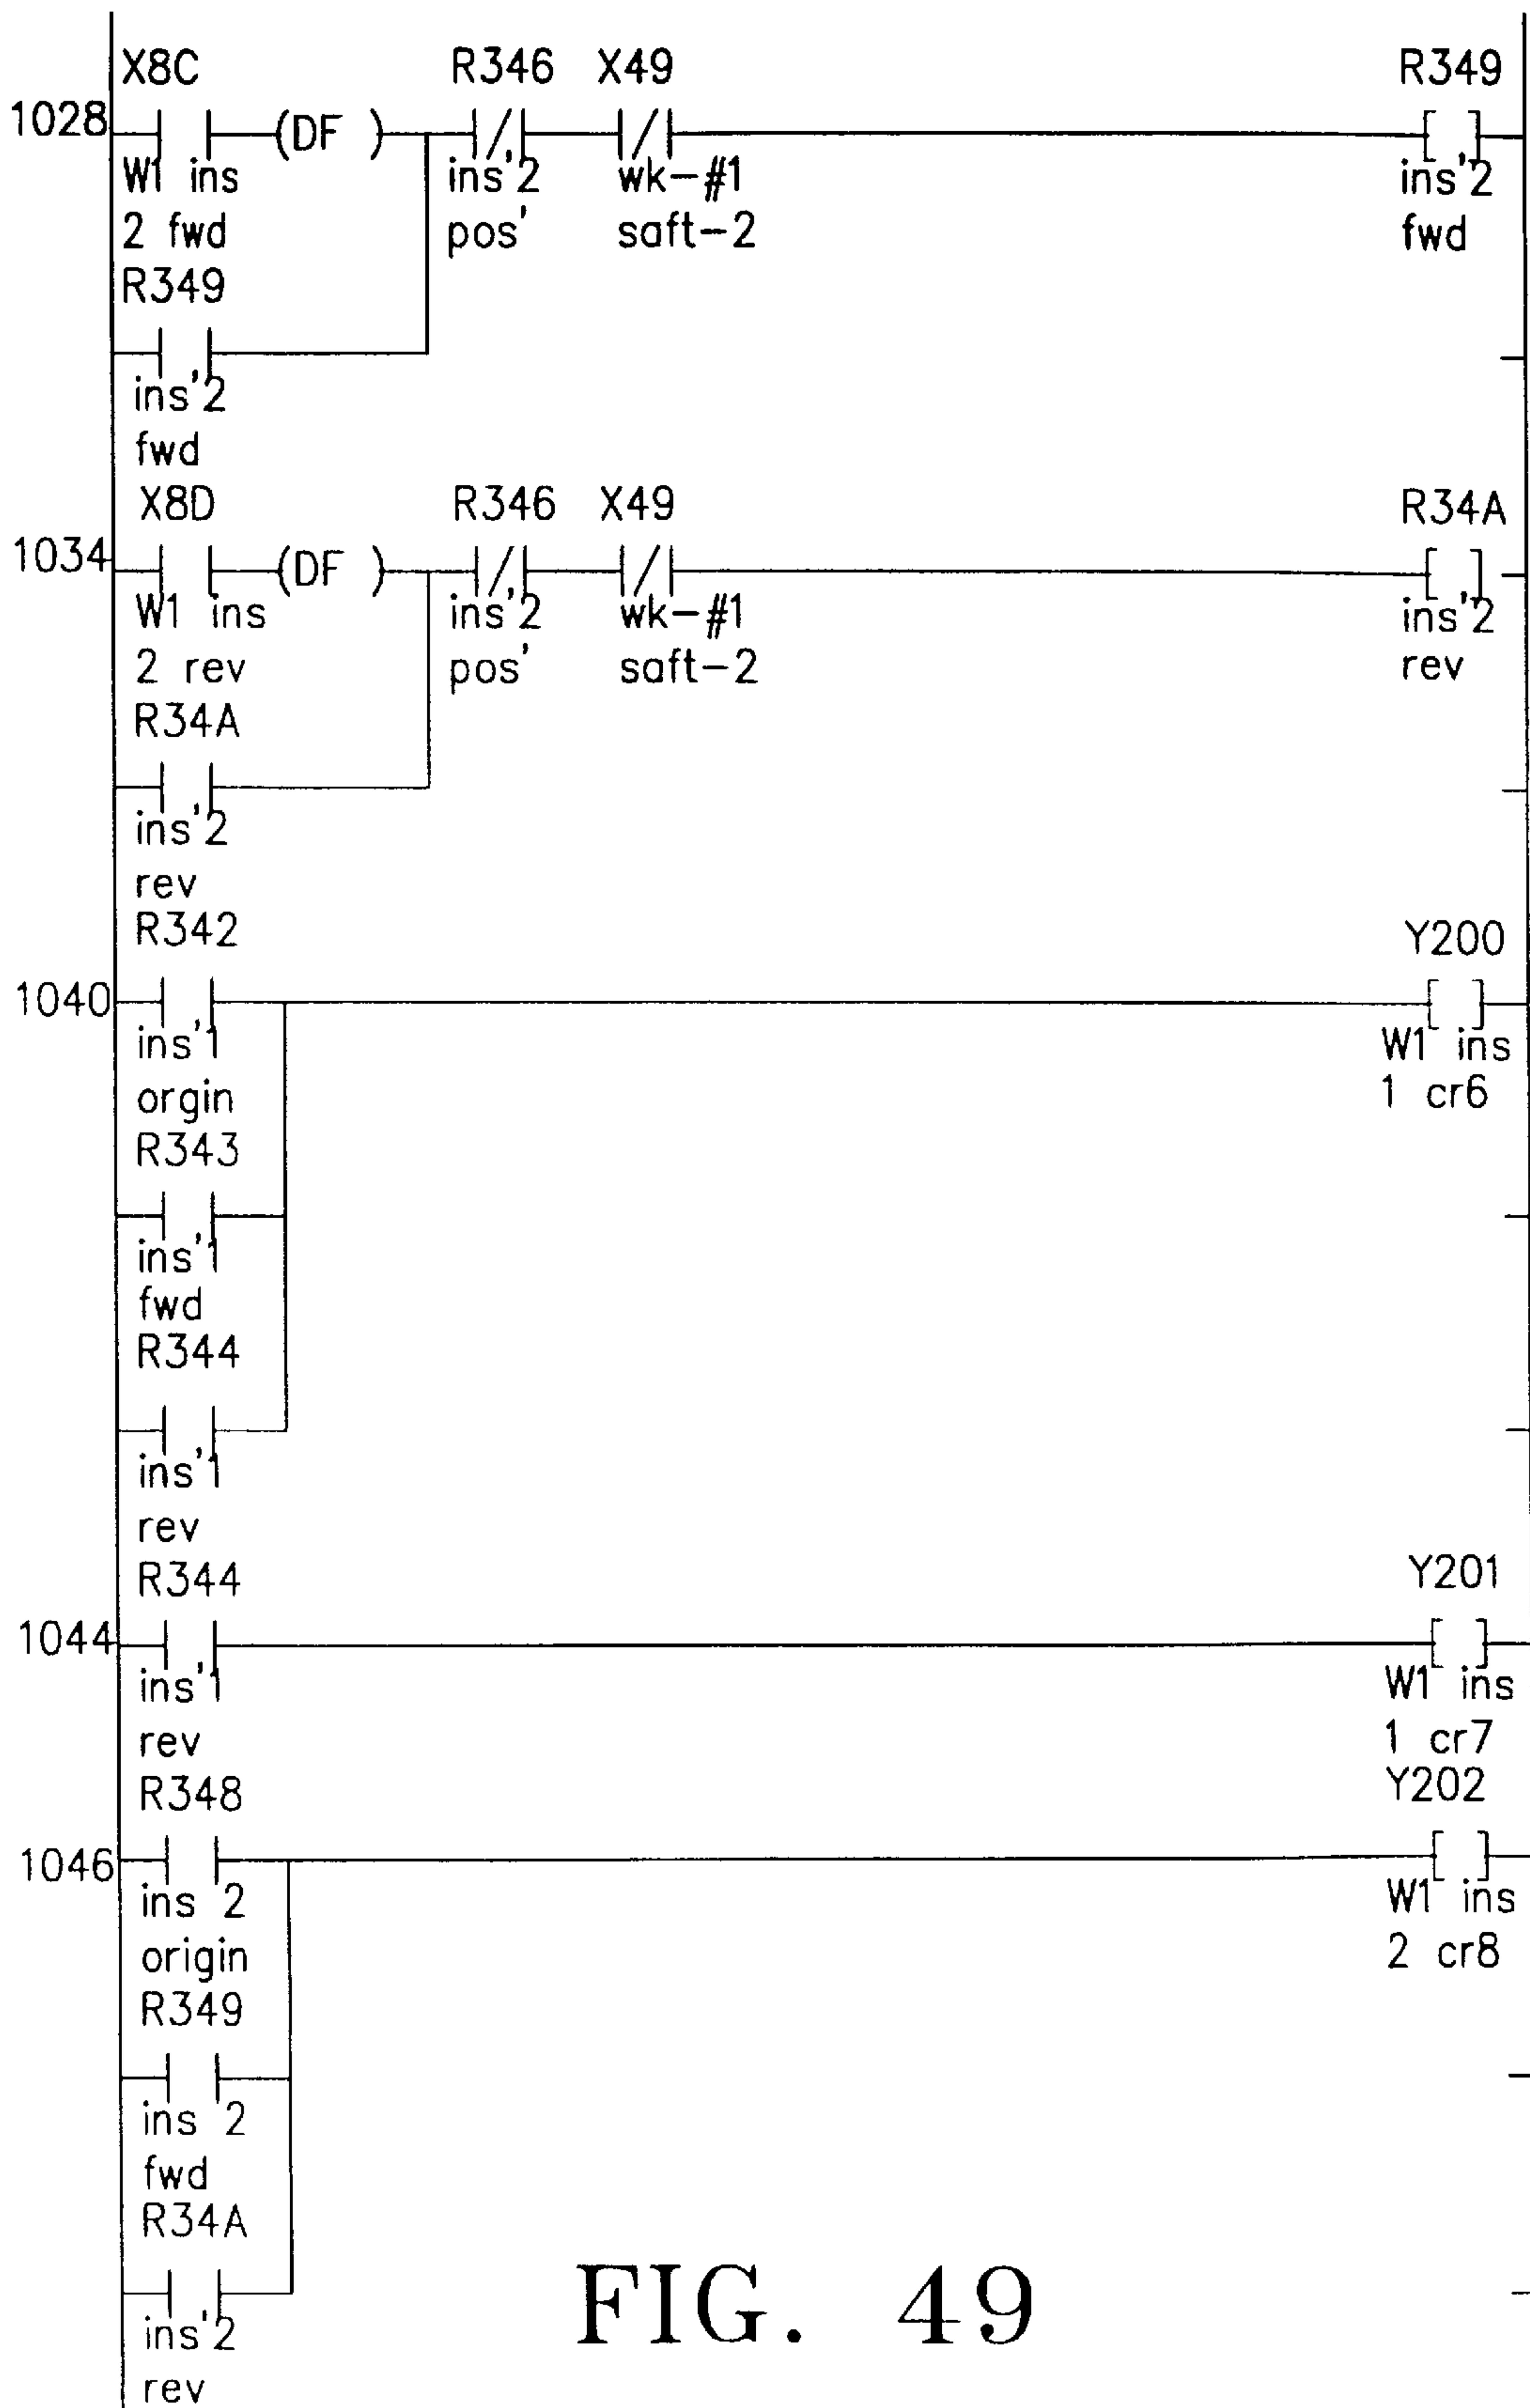 X8C R346 X49 R349
1028 (DF )
W1 ins ins'2 wk-#1 ins'2
2 fwd pos' saft-2 fwd
R349
ins'2
fwd
X8D R346 X49 R34A
1034 (DF )
W1 ins ins'2 wk-#1 ins'2
2 rev pos' saft-2 rev
R34A
ins'2
rev
R342 Y200
1040
ins'1 W1 ins
orgin 1 cr6
R343
ins'1
fwd
R344
ins'1
rev
R344 Y201
1044
ins'1 W1 ins
rev 1 cr7
R348 Y202
1046
ins 2 W1 ins
origin 2 cr8
R349
ins 2
fwd
R34A
ins'2
rev
FIG. 49